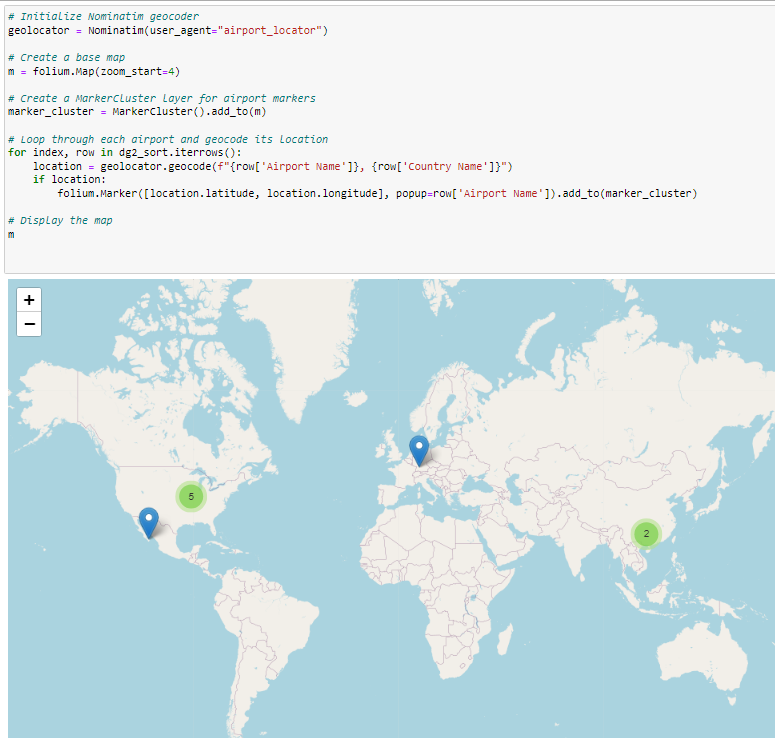 # Initialize Nominatim geocoder
geolocator = Nominatim(user_agent="airport_locator")
# Create a base map
m = folium.Map(zoom_start=4)
# Create a MarkerCluster layer for airport markers
marker_cluster = MarkerCluster().add_to(m)
# Loop through each airport and geocode its location
for index, row in dg2_sort.iterrows():
    location = geolocator.geocode(f"{row['Airport Name']}, {row['Country Name']}")
    if location:
        folium.Marker([location.latitude, location.longitude], popup=row['Airport Name']).add_to(marker_cluster)
# Display the map
m
+
−
5
2